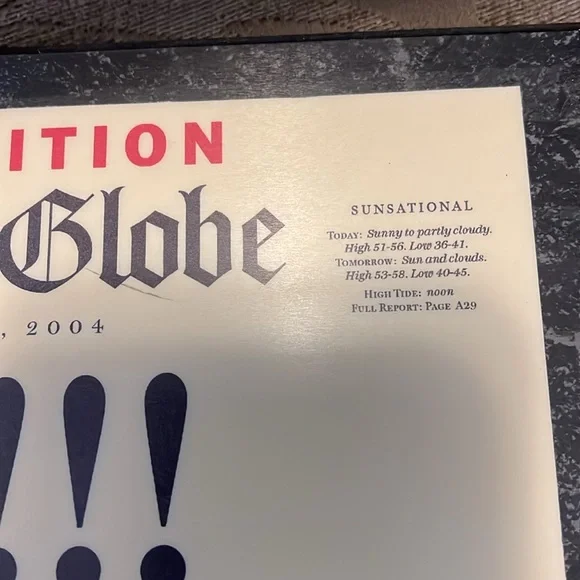 ITION
Globe
SUNSATIONAL
TODAY: Sunny to partly cloudy.
High 51-56. Low 36-41.
TOMORROW: Sun and clouds.
High 53-58. Low 40-45.
HIGH TIDE: noon
FULL REPORT: PAGE A29
, 2004
!!!